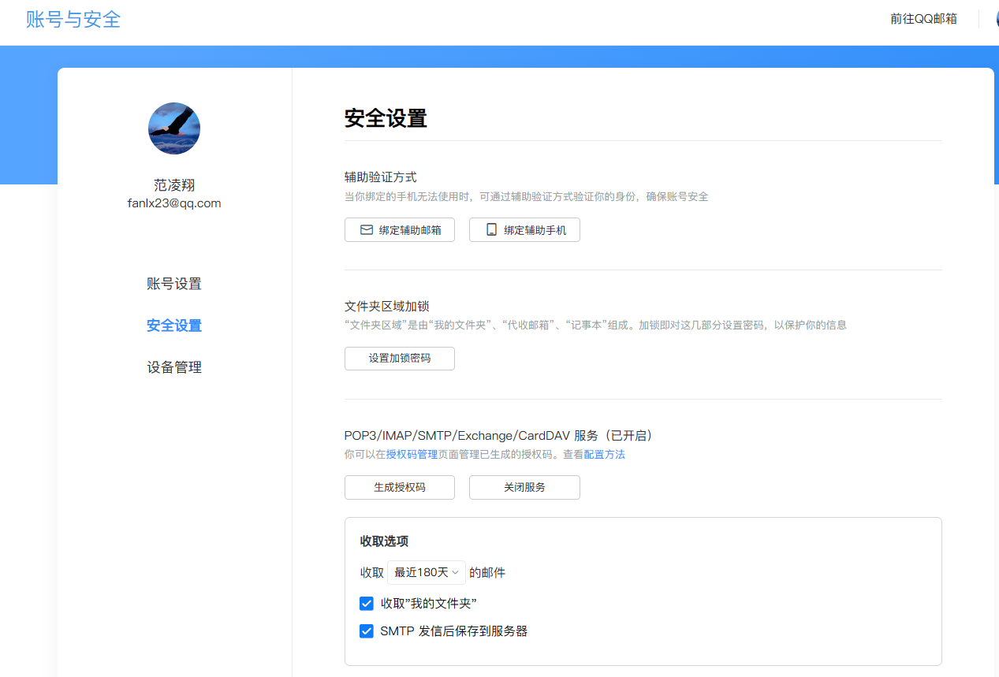 账号与安全
前往QQ邮箱
范凌翔
fanlx23@qq.com
账号设置
安全设置
设备管理
安全设置
辅助验证方式
当你绑定的手机无法使用时，可通过辅助验证方式验证你的身份，确保账号安全
绑定辅助邮箱
绑定辅助手机
文件夹区域加锁
“文件夹区域”是由“我的文件夹”、“代收邮箱”、“记事本”组成。加锁即对这几部分设置密码，以保护你的信息
设置加锁密码
POP3/IMAP/SMTP/Exchange/CardDAV 服务（已开启）
你可以在授权码管理页面管理已生成的授权码。查看配置方法
生成授权码
关闭服务
收取选项
收取 最近180天 的邮件
收取”我的文件夹”
SMTP 发信后保存到服务器